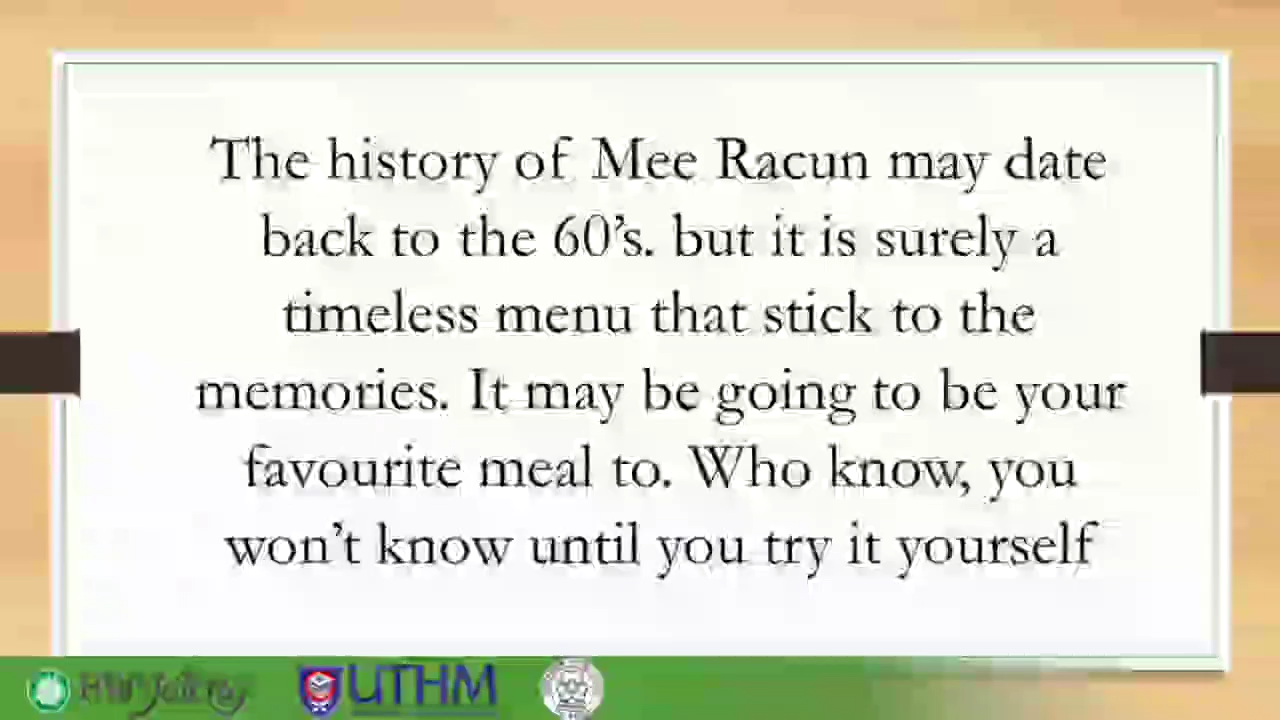 The history of Mee Racun may date
back to the 60's. but it is surely a
timeless menu that stick to the
memories. It may be going to be your
favourite meal to. Who know, you
won't know until you try it yourself
UTHM